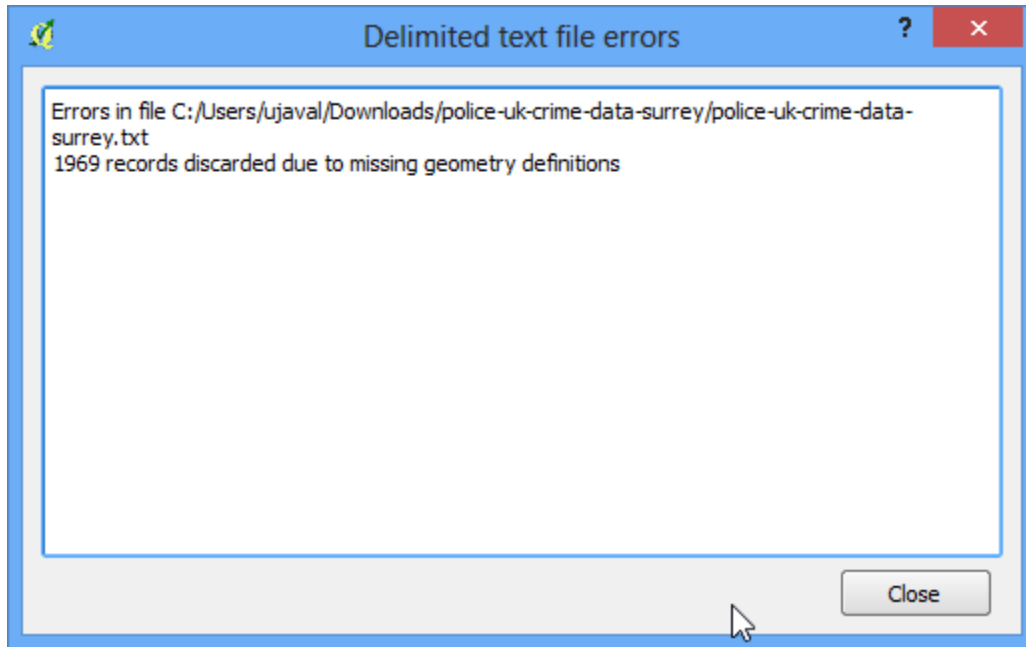 Delimited text file errors
?
Errors in file C:/Users/ujaval/Downloads/police-uk-crime-data-surrey/police-uk-crime-data-
surrey.txt
1969 records discarded due to missing geometry definitions
Close